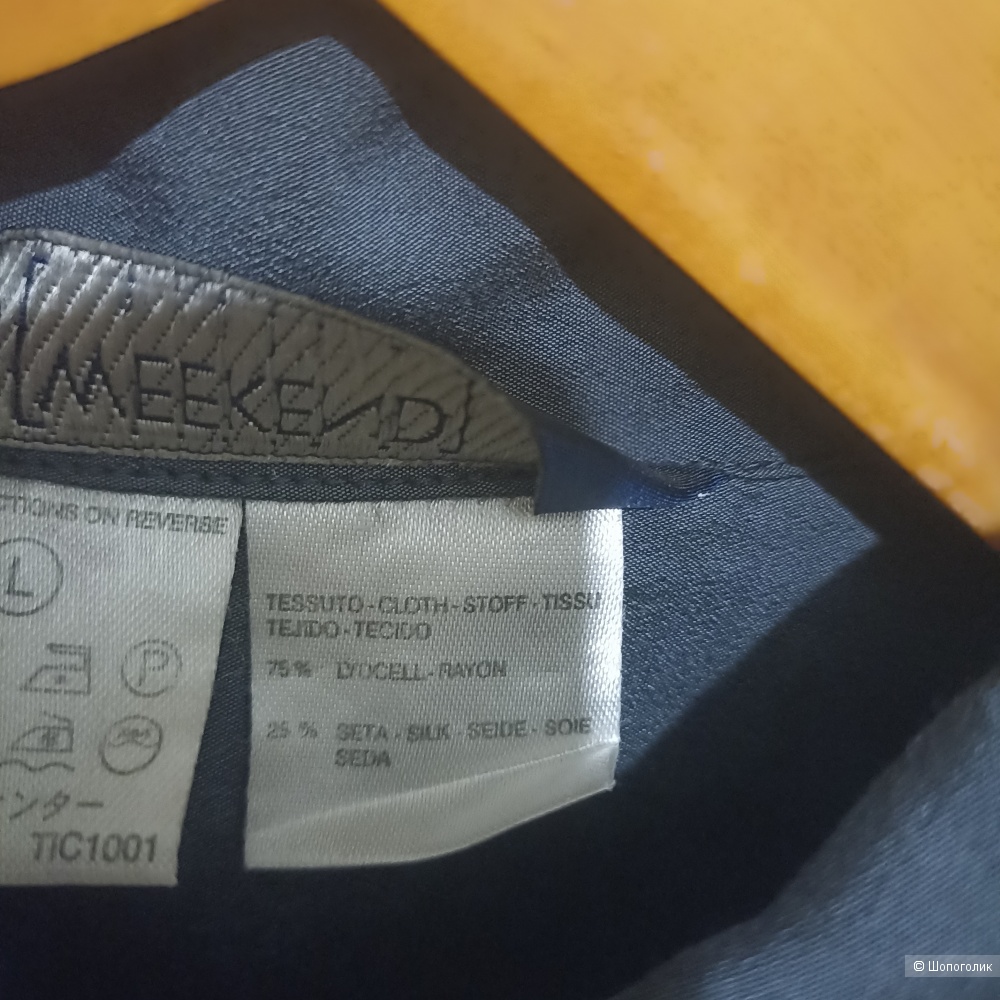 WEEKEND
CTIONS ON REVERSE
L
P
ンター
TIC1001
TESSUTO - CLOTH - STOFF - TISSU
TEJIDO - TECIDO
75 % LYOCELL - RAYON
25 % SETA - SILK - SEIDE - SOIE
SEDA
© Шопоголик